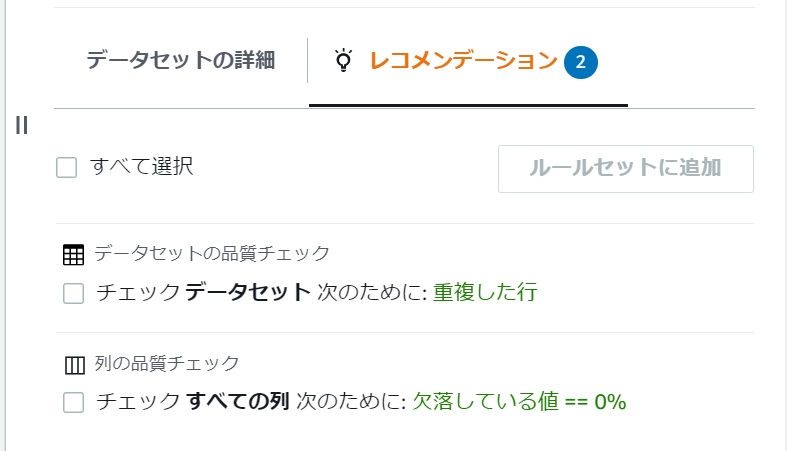 データセットの詳細
レコメンデーション 2
すべて選択
ルールセットに追加
データセットの品質チェック
チェック データセット 次のために: 重複した行
列の品質チェック
チェック すべての列 次のために: 欠落している値 == 0%